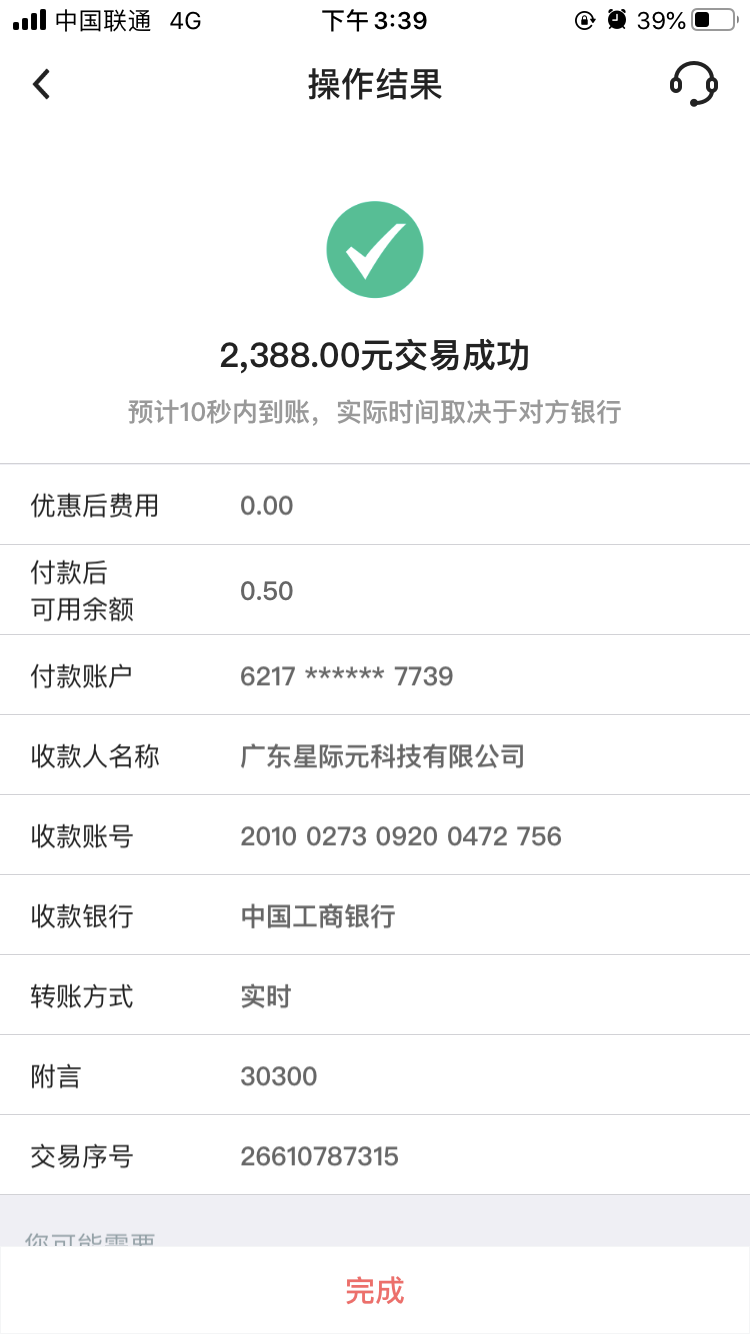 中国联通 4G 下午 3:39 39%
操作结果
2,388.00元交易成功
预计10秒内到账，实际时间取决于对方银行
优惠后费用 0.00
付款后
可用余额 0.50
付款账户 6217 ****** 7739
收款人名称 广东星际元科技有限公司
收款账号 2010 0273 0920 0472 756
收款银行 中国工商银行
转账方式 实时
附言 30300
交易序号 26610787315
您可能需要
完成